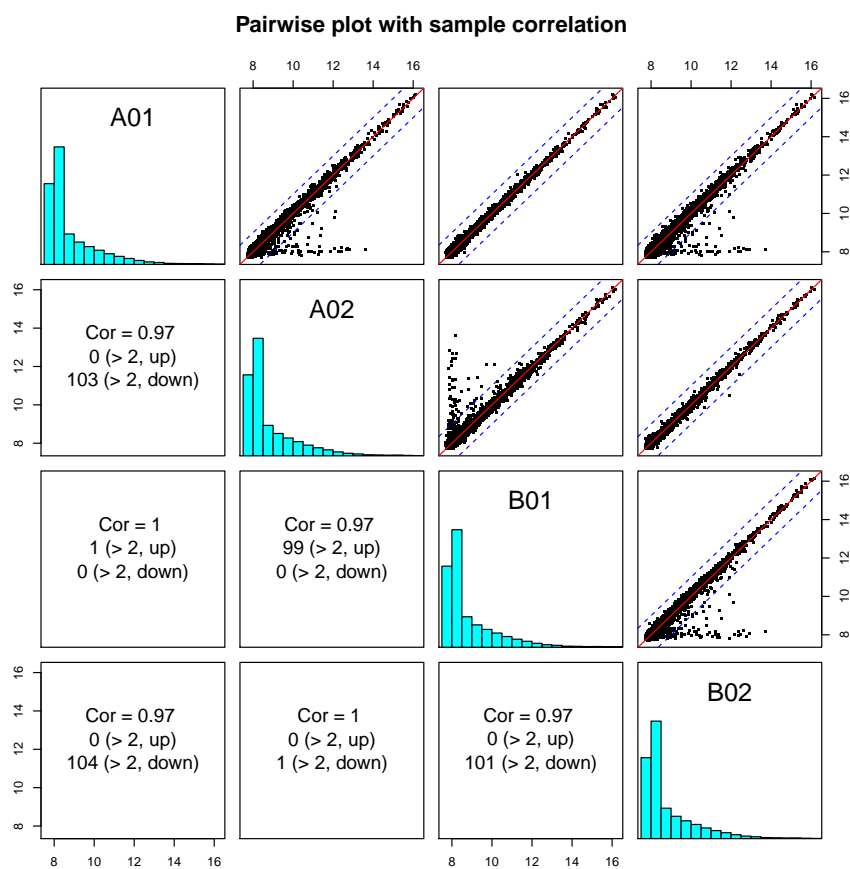 Pairwise plot with sample correlation
8 10 12 14 16
8 10 12 14 16
A01
8 10 12 14 16
8 10 12 14 16
Cor = 0.97
0 (> 2, up)
103 (> 2, down)
A02
Cor = 1
1 (> 2, up)
0 (> 2, down)
Cor = 0.97
99 (> 2, up)
0 (> 2, down)
B01
8 10 12 14 16
8 10 12 14 16
Cor = 0.97
0 (> 2, up)
104 (> 2, down)
Cor = 1
0 (> 2, up)
1 (> 2, down)
Cor = 0.97
0 (> 2, up)
101 (> 2, down)
B02
8 10 12 14 16
8 10 12 14 16